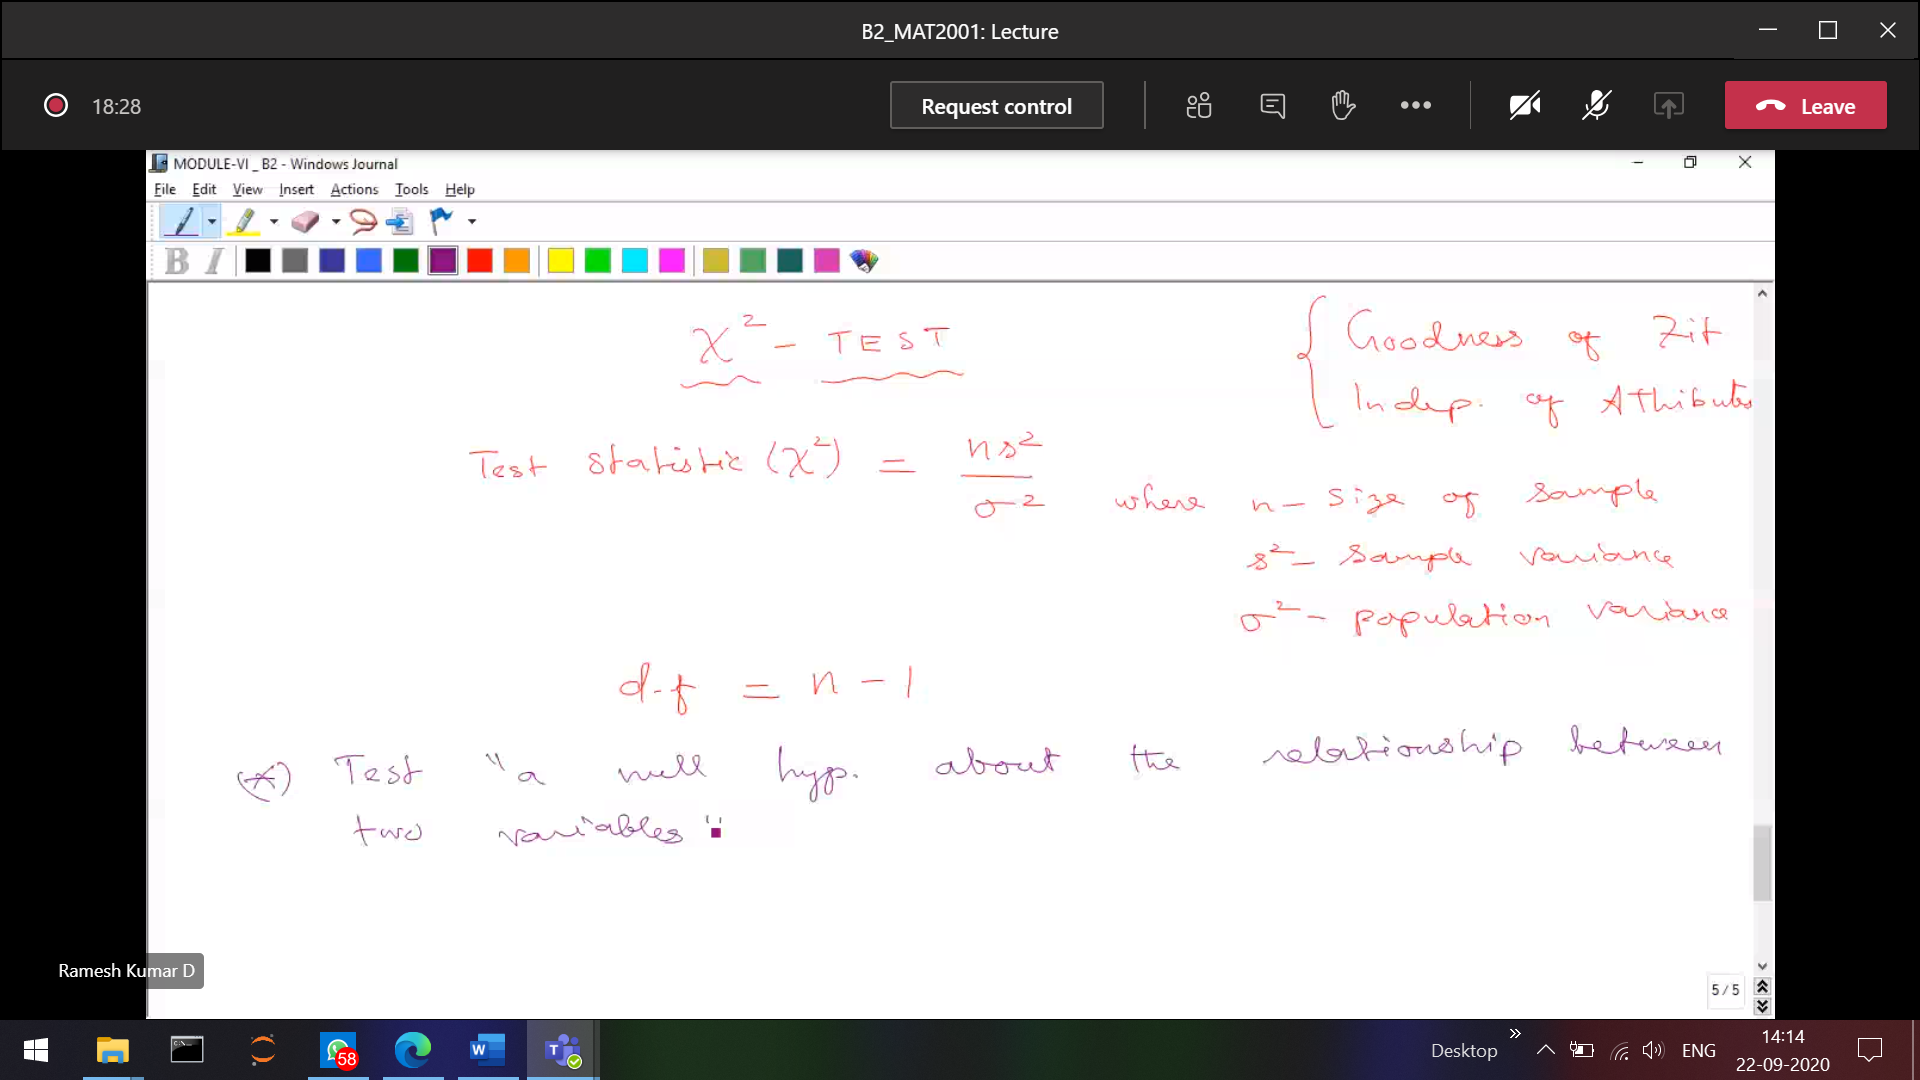 B2_MAT2001: Lecture
18:28
Request control
Leave
MODULE-VI _ B2 - Windows Journal
File Edit View Insert Actions Tools Help
B I
χ² - TEST
Goodness of Fit
Indep. of Attributes
Test statistic (χ²) = ns²/σ² where n - size of sample
s² - sample variance
σ² - population variance
d.f = n - 1
(*) Test "a null hyp. about the relationship between
two variables"
Ramesh Kumar D
5 / 5
58
Desktop
ENG
14:14
22-09-2020